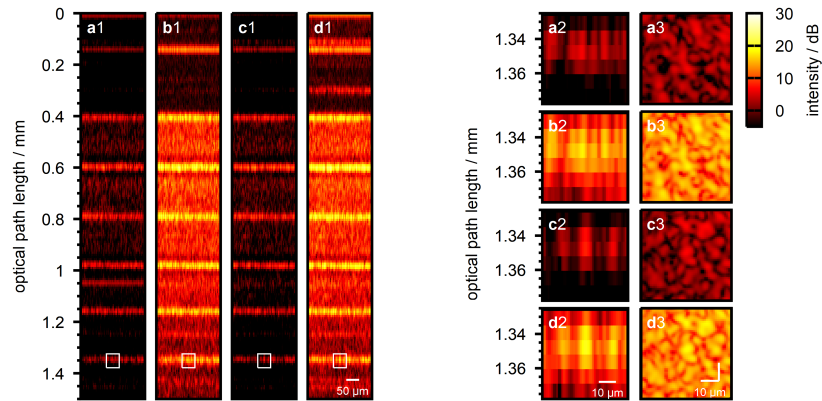 a1 b1 c1 d1
0
0.2
0.4
0.6
0.8
1
1.2
1.4
optical path length / mm
50 µm
a2 a3
1.34
1.36
b2 b3
1.34
1.36
c2 c3
1.34
1.36
d2 d3
1.34
1.36
optical path length / mm
10 µm
10 µm
30
20
10
0
intensity / dB